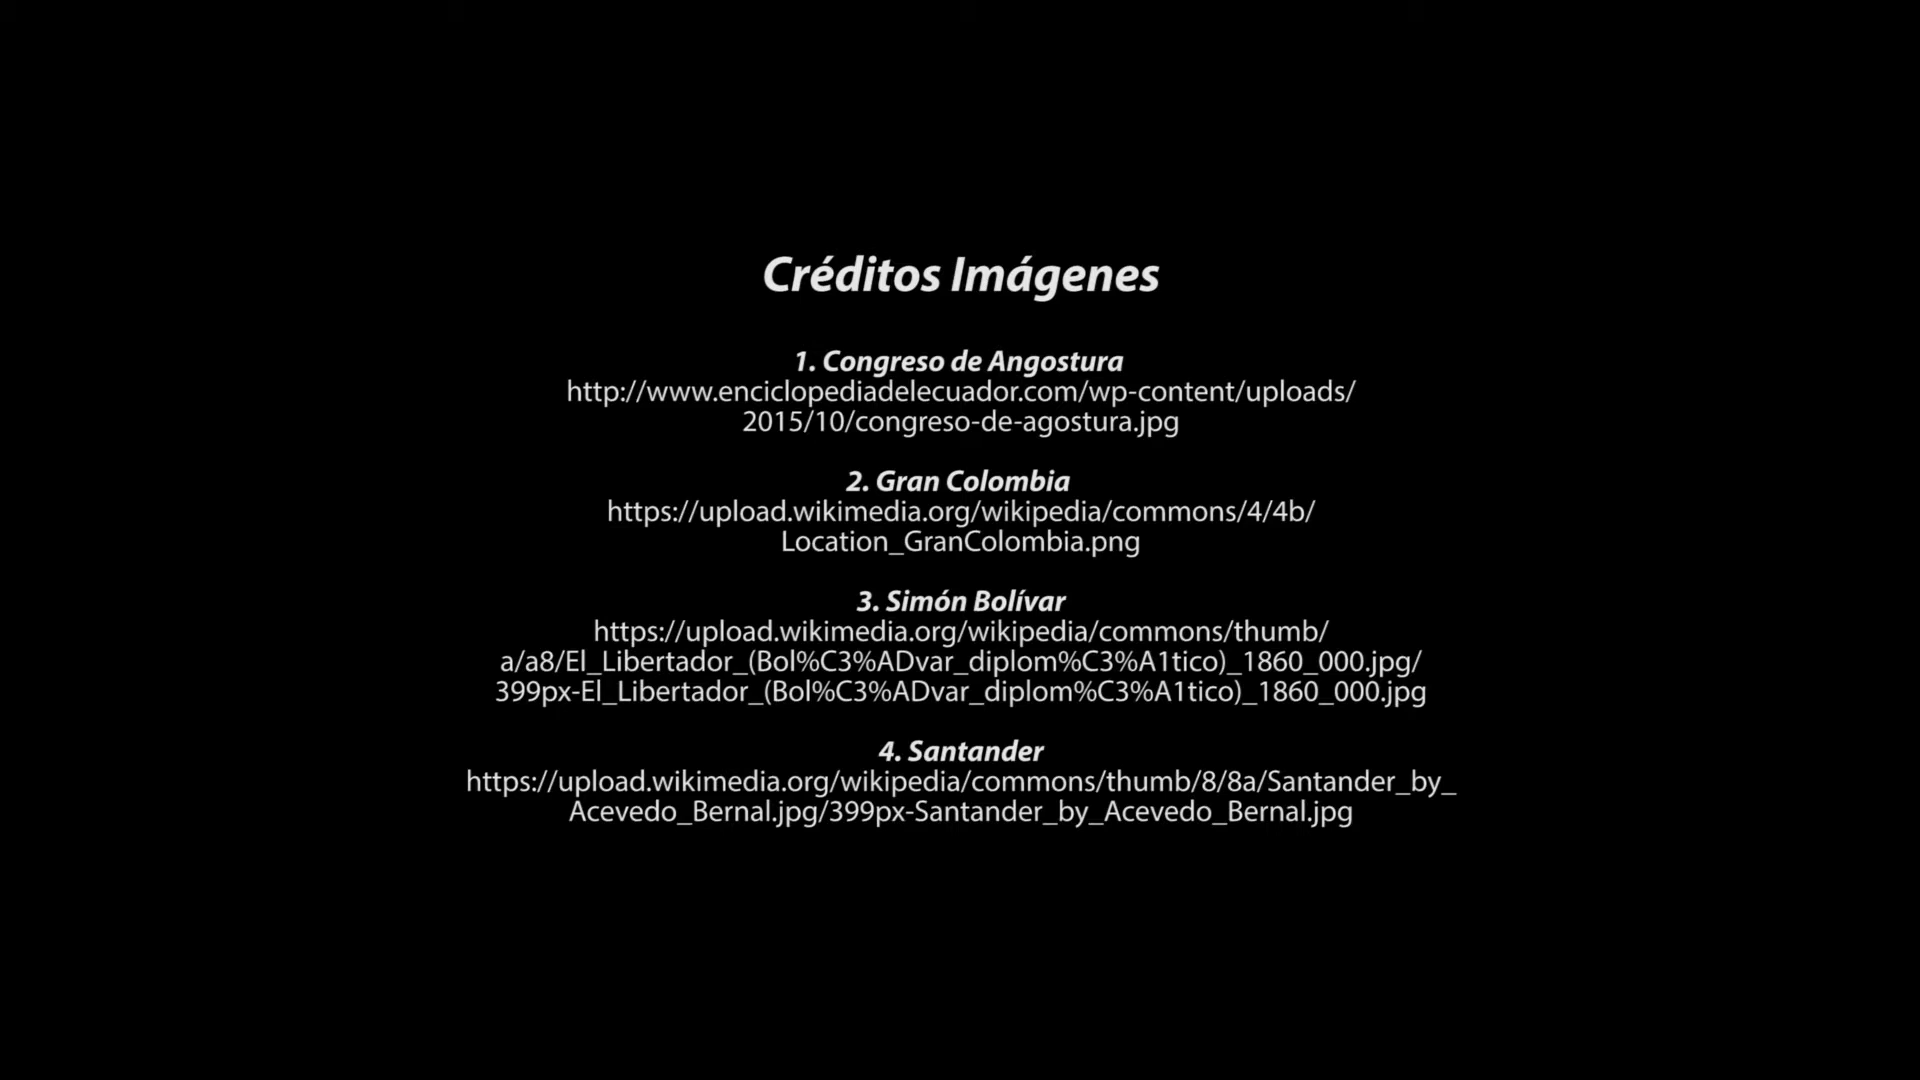 Créditos Imágenes
1. Congreso de Angostura
http://www.enciclopediadelecuador.com/wp-content/uploads/
2015/10/congreso-de-agostura.jpg
2. Gran Colombia
https://upload.wikimedia.org/wikipedia/commons/4/4b/
Location_GranColombia.png
3. Simón Bolívar
https://upload.wikimedia.org/wikipedia/commons/thumb/
a/a8/El_Libertador_(Bol%C3%ADvar_diplom%C3%A1tico)_1860_000.jpg/
399px-El_Libertador_(Bol%C3%ADvar_diplom%C3%A1tico)_1860_000.jpg
4. Santander
https://upload.wikimedia.org/wikipedia/commons/thumb/8/8a/Santander_by_
Acevedo_Bernal.jpg/399px-Santander_by_Acevedo_Bernal.jpg